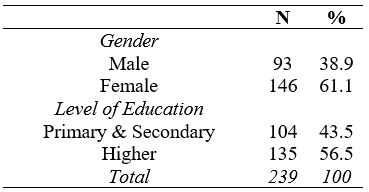 N %
Gender
Male 93 38.9
Female 146 61.1
Level of Education
Primary & Secondary 104 43.5
Higher 135 56.5
Total 239 100